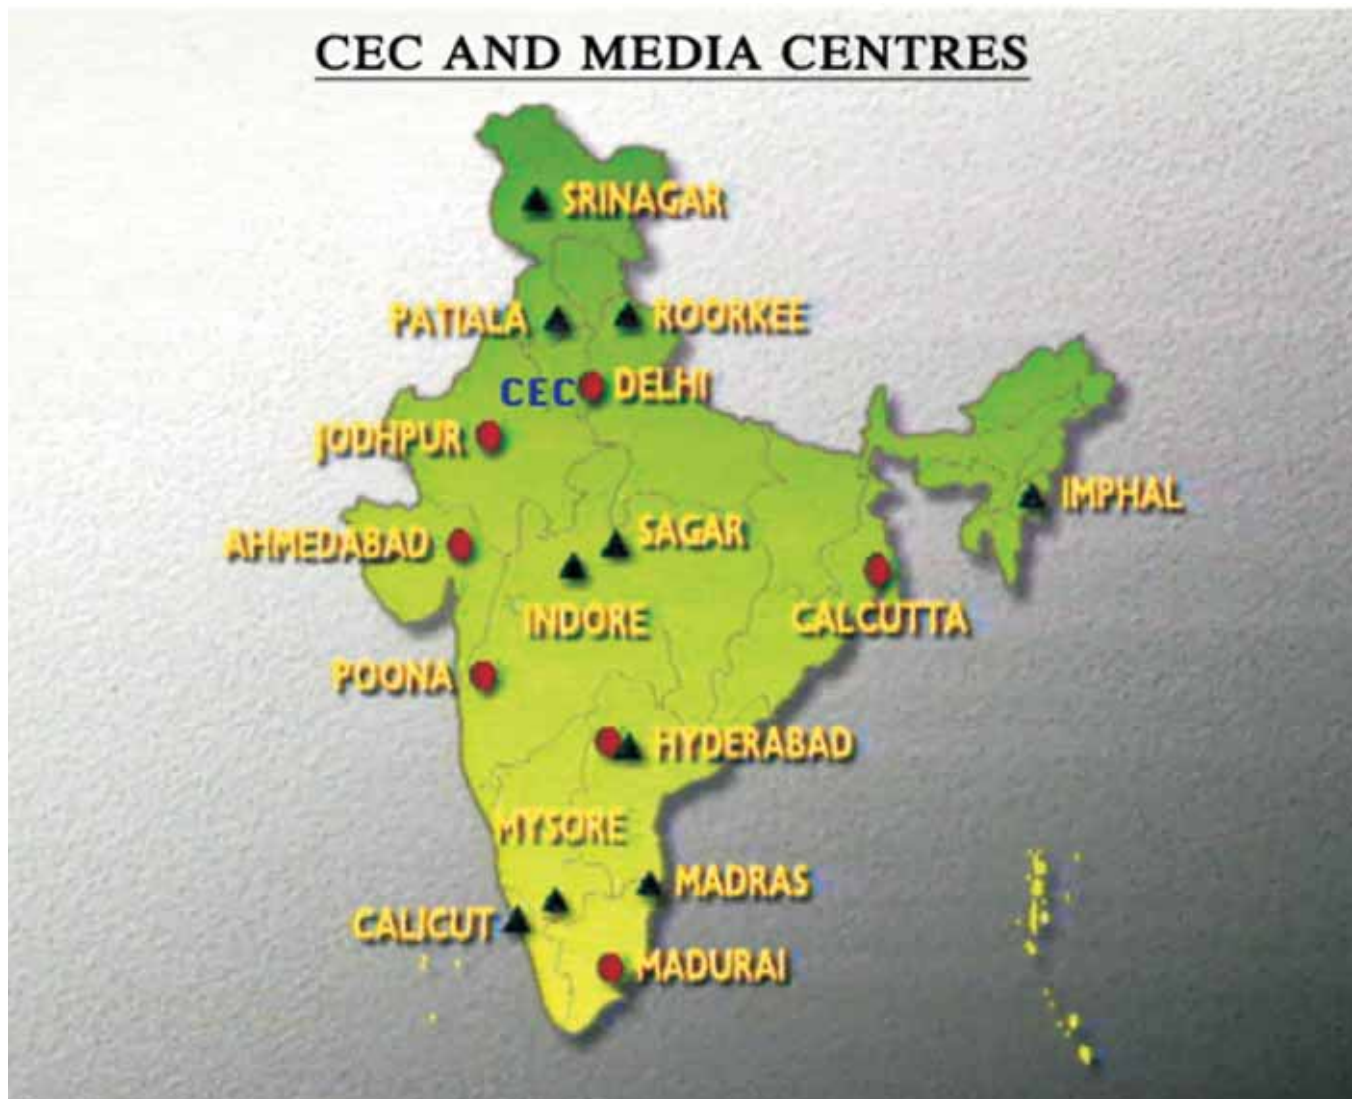 CEC AND MEDIA CENTRES
SRINAGAR
PATIALA
ROORKEE
CEC
DELHI
JODHPUR
IMPHAL
SAGAR
AHMEDABAD
INDORE
CALCUTTA
POONA
HYDERABAD
MYSORE
MADRAS
CALICUT
MADURAI